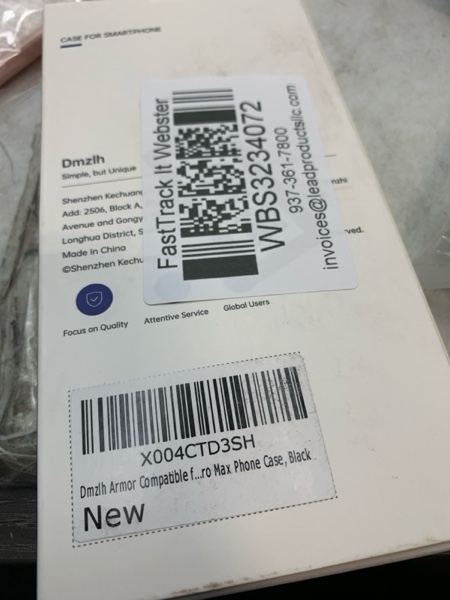 CASE FOR SMARTPHONE
Dmzlh
Simple, but Unique
Shenzhen Kechuang
Add: 2506, Block A,
Avenue and Gongy
Longhua District, S
Made in China
©Shenzhen Kechu
nzhi
rved.
FastTrack It Webster
WBS3234072
937-361-7800
invoices@leadproductsllc.com
Focus on Quality
Attentive Service
Global Users
X004CTD3SH
Dmzlh Armor Compatible f...ro Max Phone Case, Black
New